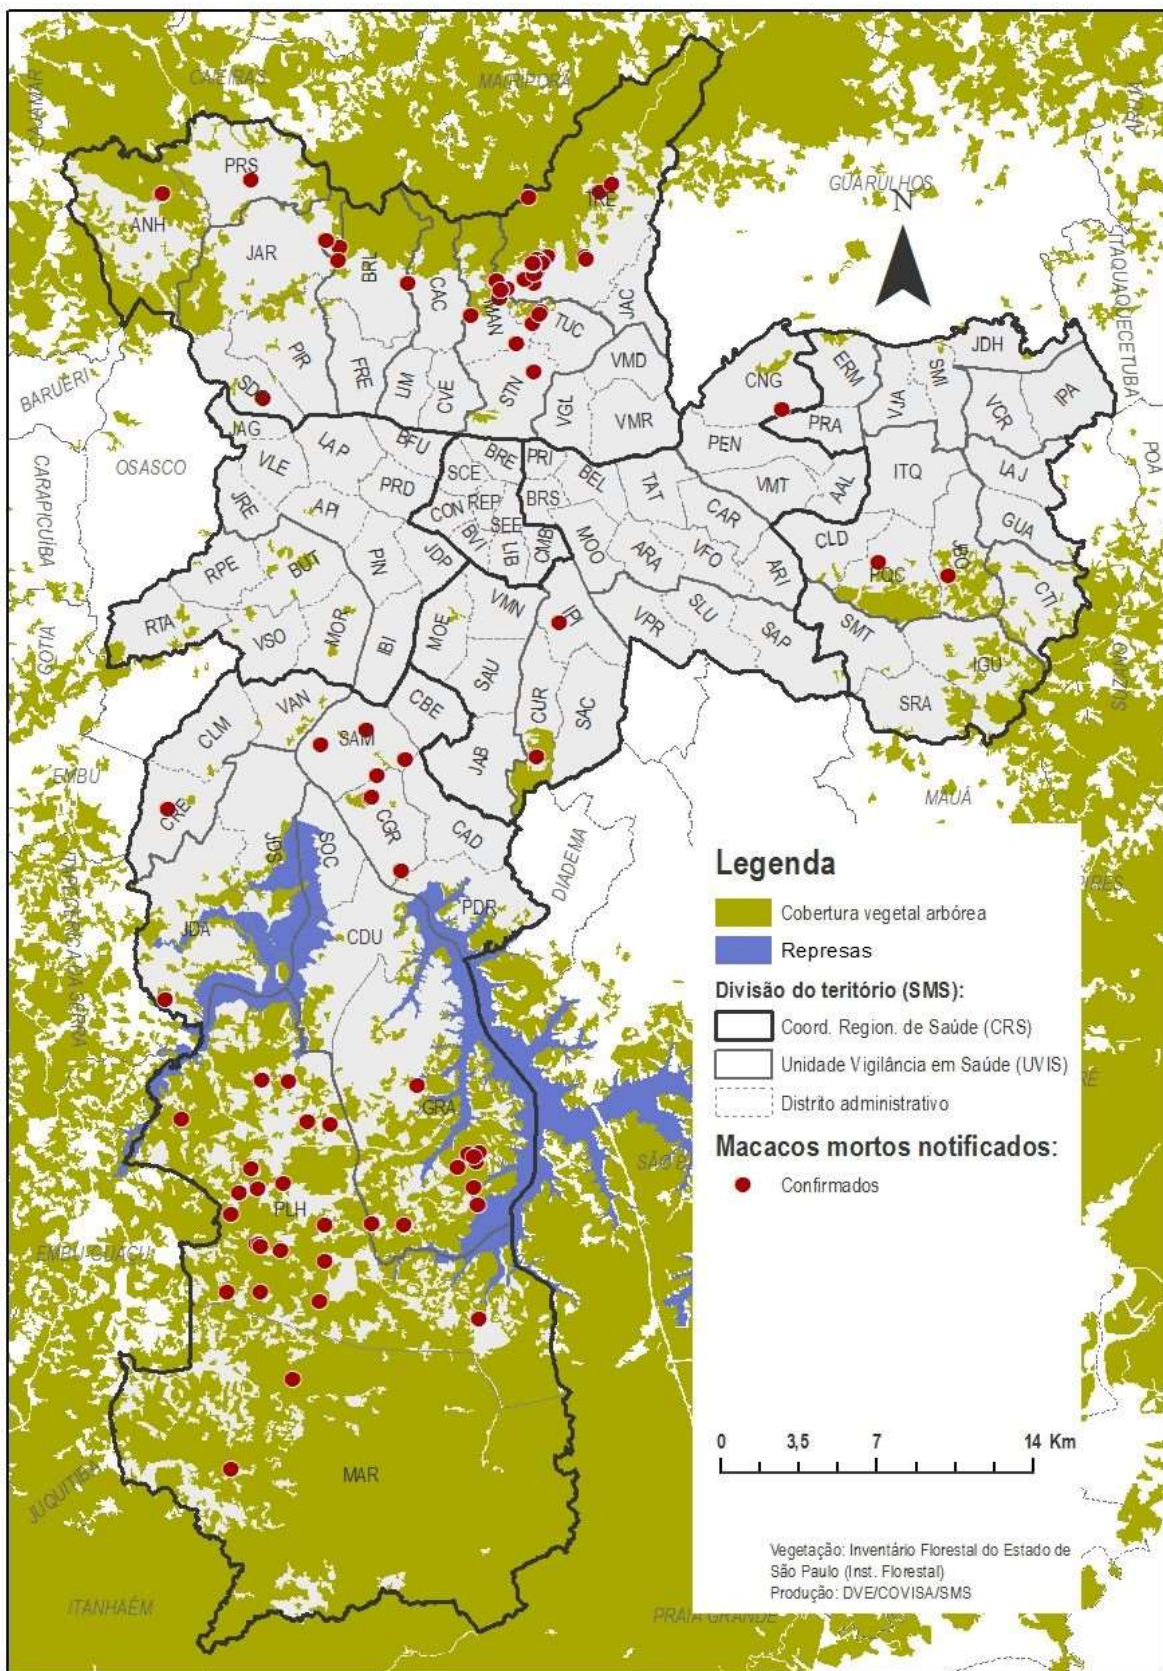 CAJAMAR
CAIEIRAS
MAIRIPORÃ
ARUJÁ
PRS
ANH
GUARULHOS
N
TRE
JAR
BRL
CAC
MAN
JAC
ITAQUAQUECETUBA
TUC
PIR
FRE
LIM
CVE
STN
VMD
VGL
VMR
CNG
ERM
VJA
SMI
JDH
VCR
IPA
BARUERI
SDO
JAG
PRA
PEN
LAP
BFU
BRE
PRI
SCE
BEL
TAT
VMT
AAL
ITQ
LAJ
POÁ
OSASCO
VLE
JRE
API
PRD
CON
REP
BRS
BVI
SEE
LIB
CMB
MOO
ARA
CAR
VFO
ARI
CLD
PQC
JBO
GUA
CTI
CARAPICUÍBA
RPE
BUT
PIN
JDP
VMN
IPI
VPR
SLU
SAP
SMT
IGU
SRA
COTIA
RTA
VSO
MOR
IBI
MOE
SAU
CUR
SAC
CLM
VAN
CBE
SAM
JAB
EMBU
CRE
CGR
CAD
MAUÁ
DIADEMA
JDS
SOC
PDR
JDA
CDU
GRA
PLH
EMBU-GUAÇU
MAR
JUQUITIBA
ITANHAÉM
PRAIA GRANDE
Legenda
Cobertura vegetal arbórea
Represas
Divisão do teritório (SMS):
Coord. Region. de Saúde (CRS)
Unidade Vigilância em Saúde (UVIS)
Distrito administrativo
Macacos mortos notificados:
Confirmados
0 3,5 7 14 Km
Vegetação: Inventário Florestal do Estado de
São Paulo (Inst. Florestal)
Produção: DVE/COVISA/SMS